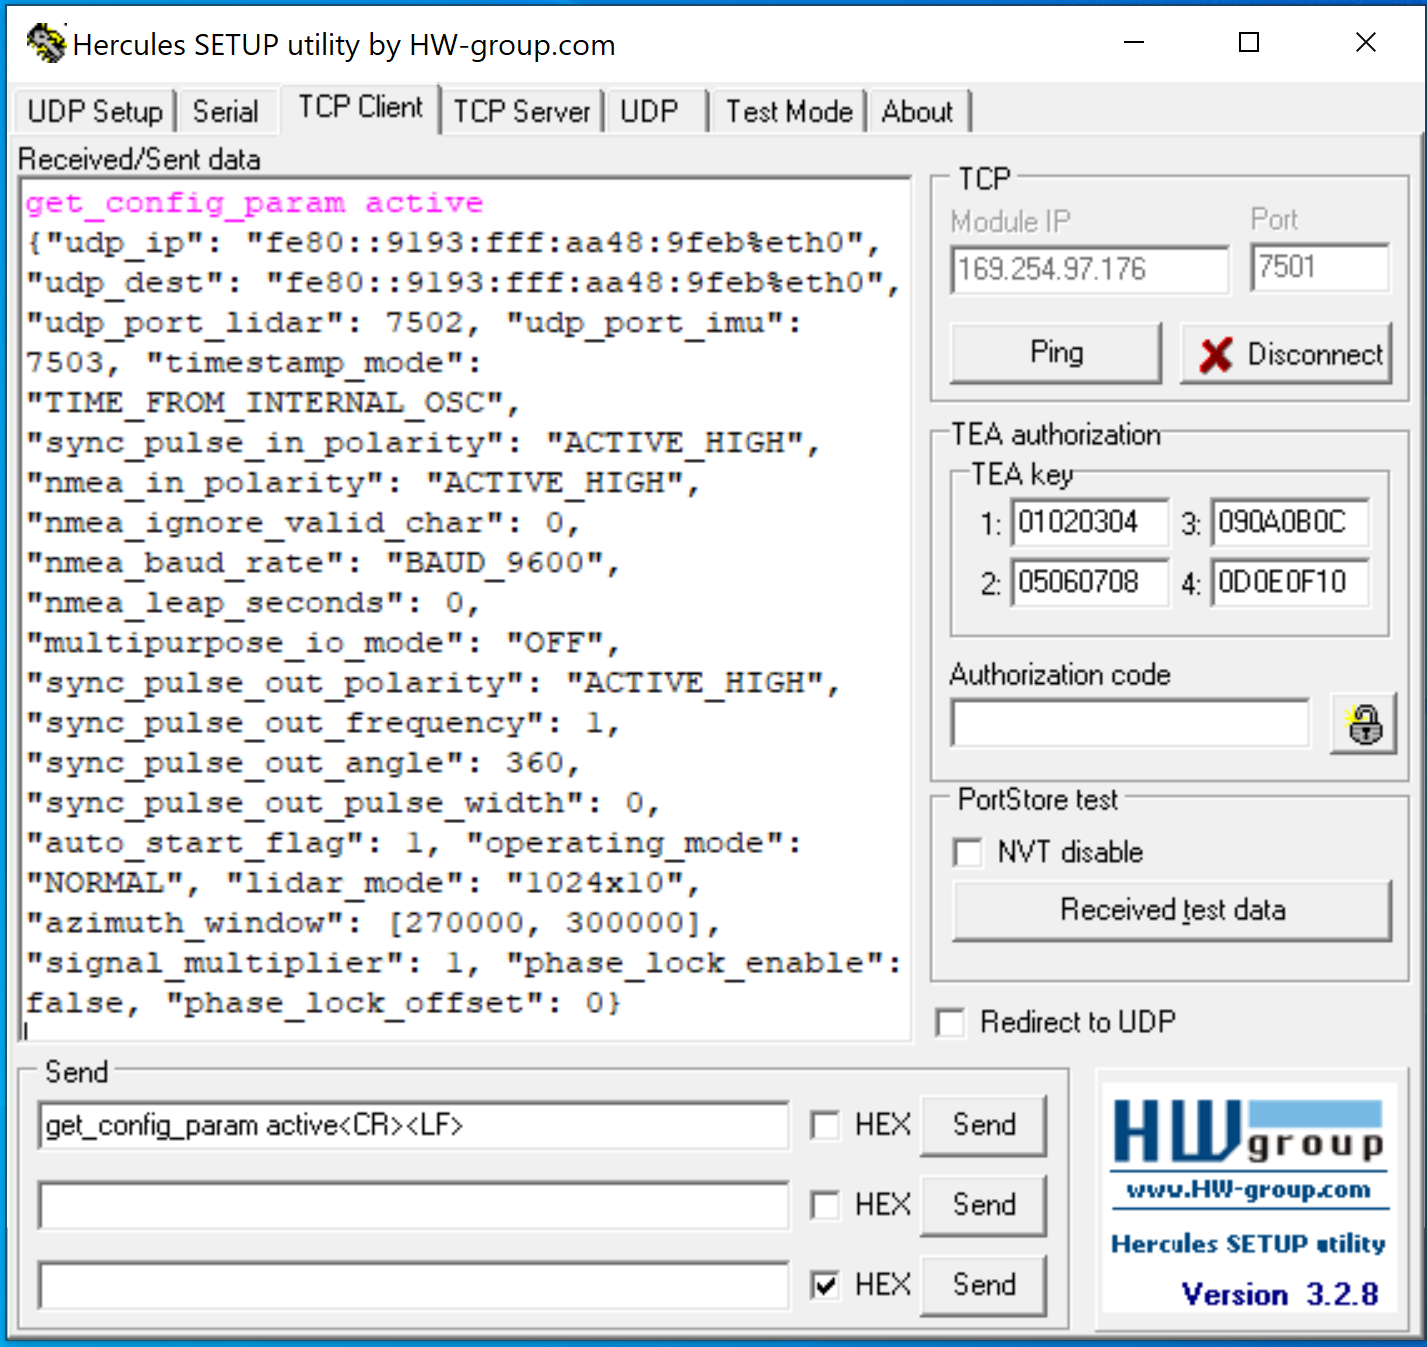 Hercules SETUP utility by HW-group.com
UDP Setup Serial TCP Client TCP Server UDP Test Mode About
Received/Sent data
get_config_param active
{"udp_ip": "fe80::9193:fff:aa48:9feb%eth0",
"udp_dest": "fe80::9193:fff:aa48:9feb%eth0",
"udp_port_lidar": 7502, "udp_port_imu":
7503, "timestamp_mode":
"TIME_FROM_INTERNAL_OSC",
"sync_pulse_in_polarity": "ACTIVE_HIGH",
"nmea_in_polarity": "ACTIVE_HIGH",
"nmea_ignore_valid_char": 0,
"nmea_baud_rate": "BAUD_9600",
"nmea_leap_seconds": 0,
"multipurpose_io_mode": "OFF",
"sync_pulse_out_polarity": "ACTIVE_HIGH",
"sync_pulse_out_frequency": 1,
"sync_pulse_out_angle": 360,
"sync_pulse_out_pulse_width": 0,
"auto_start_flag": 1, "operating_mode":
"NORMAL", "lidar_mode": "1024x10",
"azimuth_window": [270000, 300000],
"signal_multiplier": 1, "phase_lock_enable":
false, "phase_lock_offset": 0}
TCP
Module IP Port
169.254.97.176 7501
Ping Disconnect
TEA authorization
TEA key
1: 01020304 3: 090A0B0C
2: 05060708 4: 0D0E0F10
Authorization code
PortStore test
NVT disable
Received test data
Redirect to UDP
Send
get_config_param active<CR><LF> HEX Send
HEX Send
HEX Send
HW group
www.HW-group.com
Hercules SETUP utility
Version 3.2.8